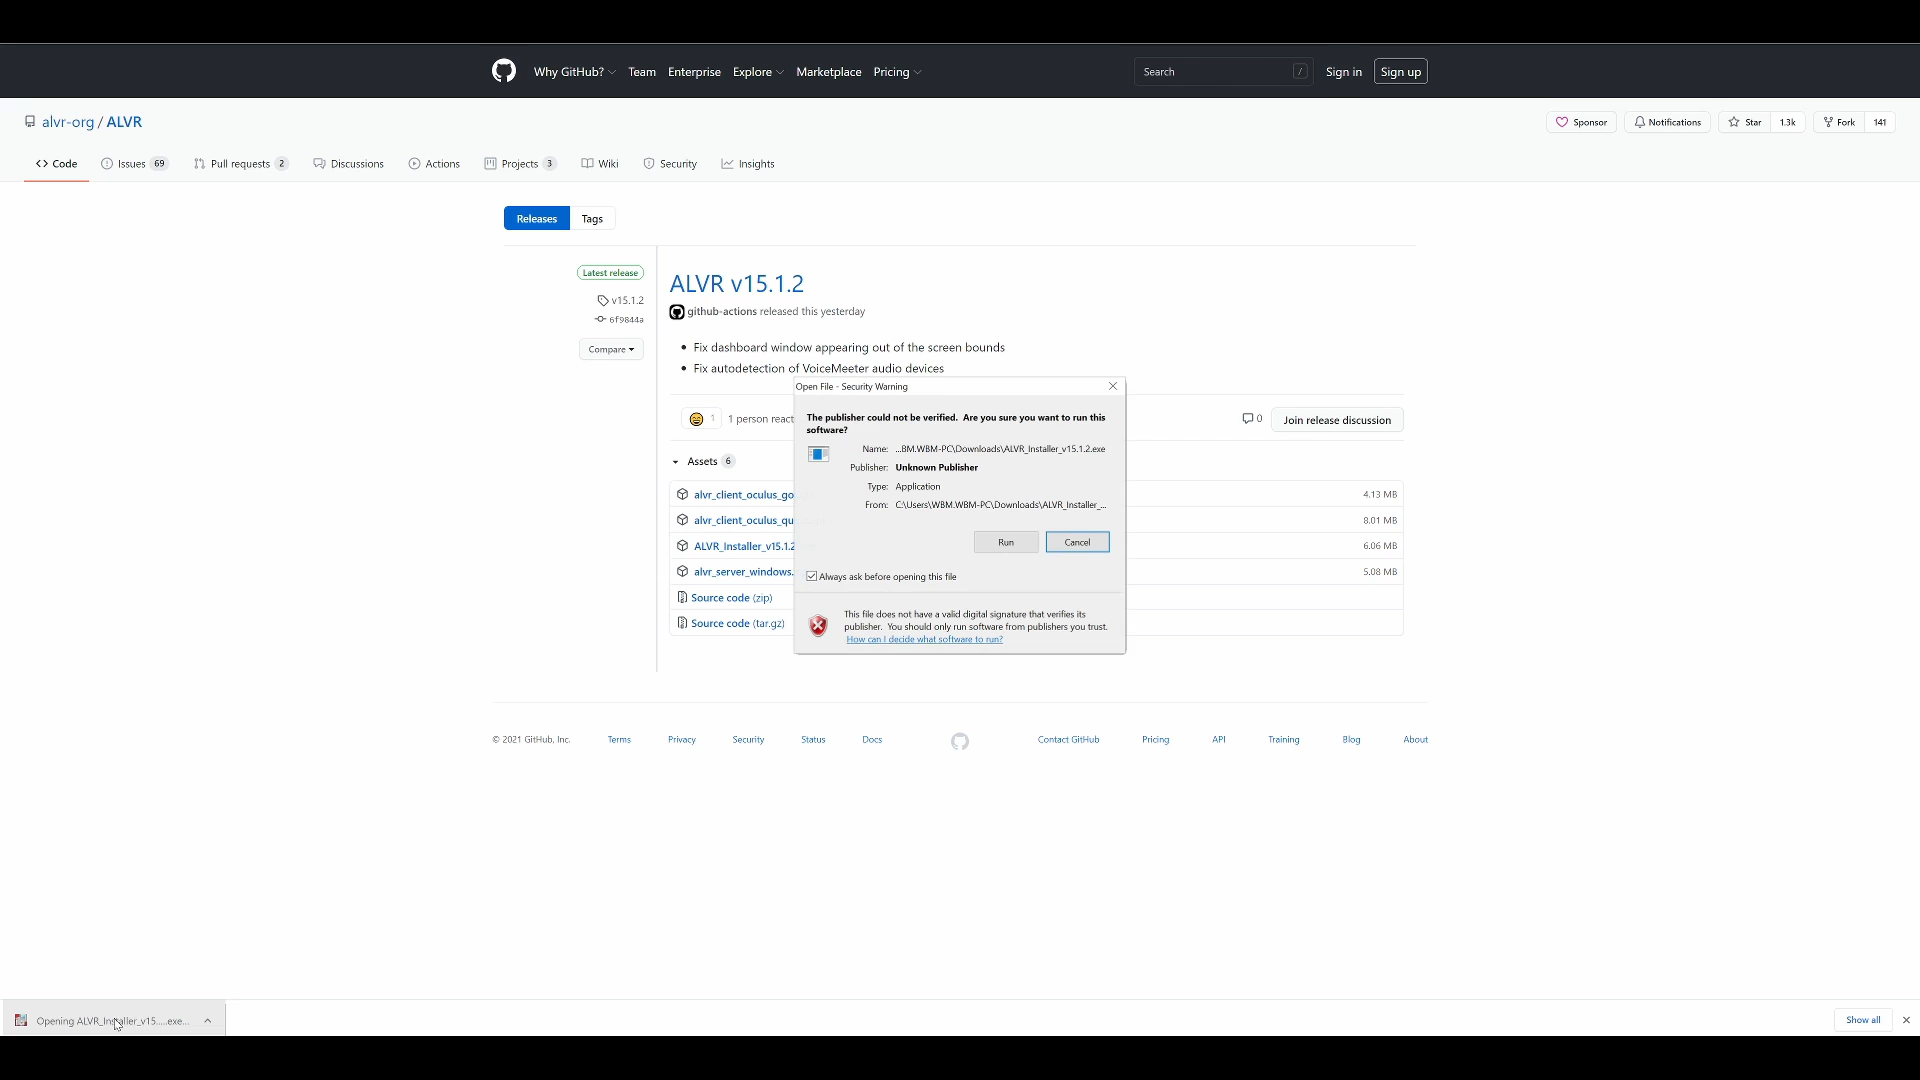 Why GitHub? Team Enterprise Explore Marketplace Pricing Search / Sign in Sign up
alvr-org / ALVR Sponsor Notifications Star 1.3k Fork 141
Code Issues 69 Pull requests 2 Discussions Actions Projects 3 Wiki Security Insights
Releases Tags
Latest release
v15.1.2
6f9844a
Compare
ALVR v15.1.2
github-actions released this yesterday
• Fix dashboard window appearing out of the screen bounds
• Fix autodetection of VoiceMeeter audio devices
1 1 person react 0 Join release discussion
Assets 6
alvr_client_oculus_go 4.13 MB
alvr_client_oculus_qu 8.01 MB
ALVR_Installer_v15.1.2 6.06 MB
alvr_server_windows. 5.08 MB
Source code (zip)
Source code (tar.gz)
Open File - Security Warning
The publisher could not be verified. Are you sure you want to run this
software?
Name: ...BM.WBM-PC\Downloads\ALVR_Installer_v15.1.2.exe
Publisher: Unknown Publisher
Type: Application
From: C:\Users\WBM.WBM-PC\Downloads\ALVR_Installer_...
Run Cancel
Always ask before opening this file
This file does not have a valid digital signature that verifies its
publisher. You should only run software from publishers you trust.
How can I decide what software to run?
© 2021 GitHub, Inc. Terms Privacy Security Status Docs Contact GitHub Pricing API Training Blog About
Opening ALVR_Installer_v15.....exe... Show all